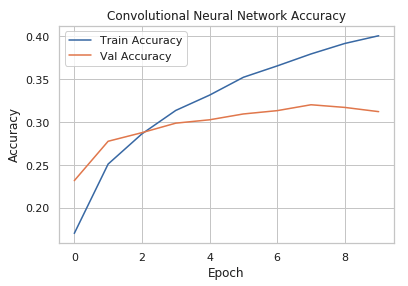 Convolutional Neural Network Accuracy
Train Accuracy
Val Accuracy
0.40
0.35
0.30
0.25
0.20
Accuracy
0 2 4 6 8
Epoch